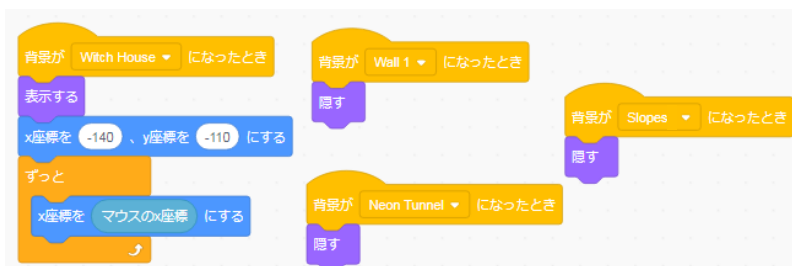 背景が Witch House になったとき
表示する
x座標を -140 、y座標を -110 にする
ずっと
x座標を マウスのx座標 にする
背景が Wall 1 になったとき
隠す
背景が Neon Tunnel になったとき
隠す
背景が Slopes になったとき
隠す